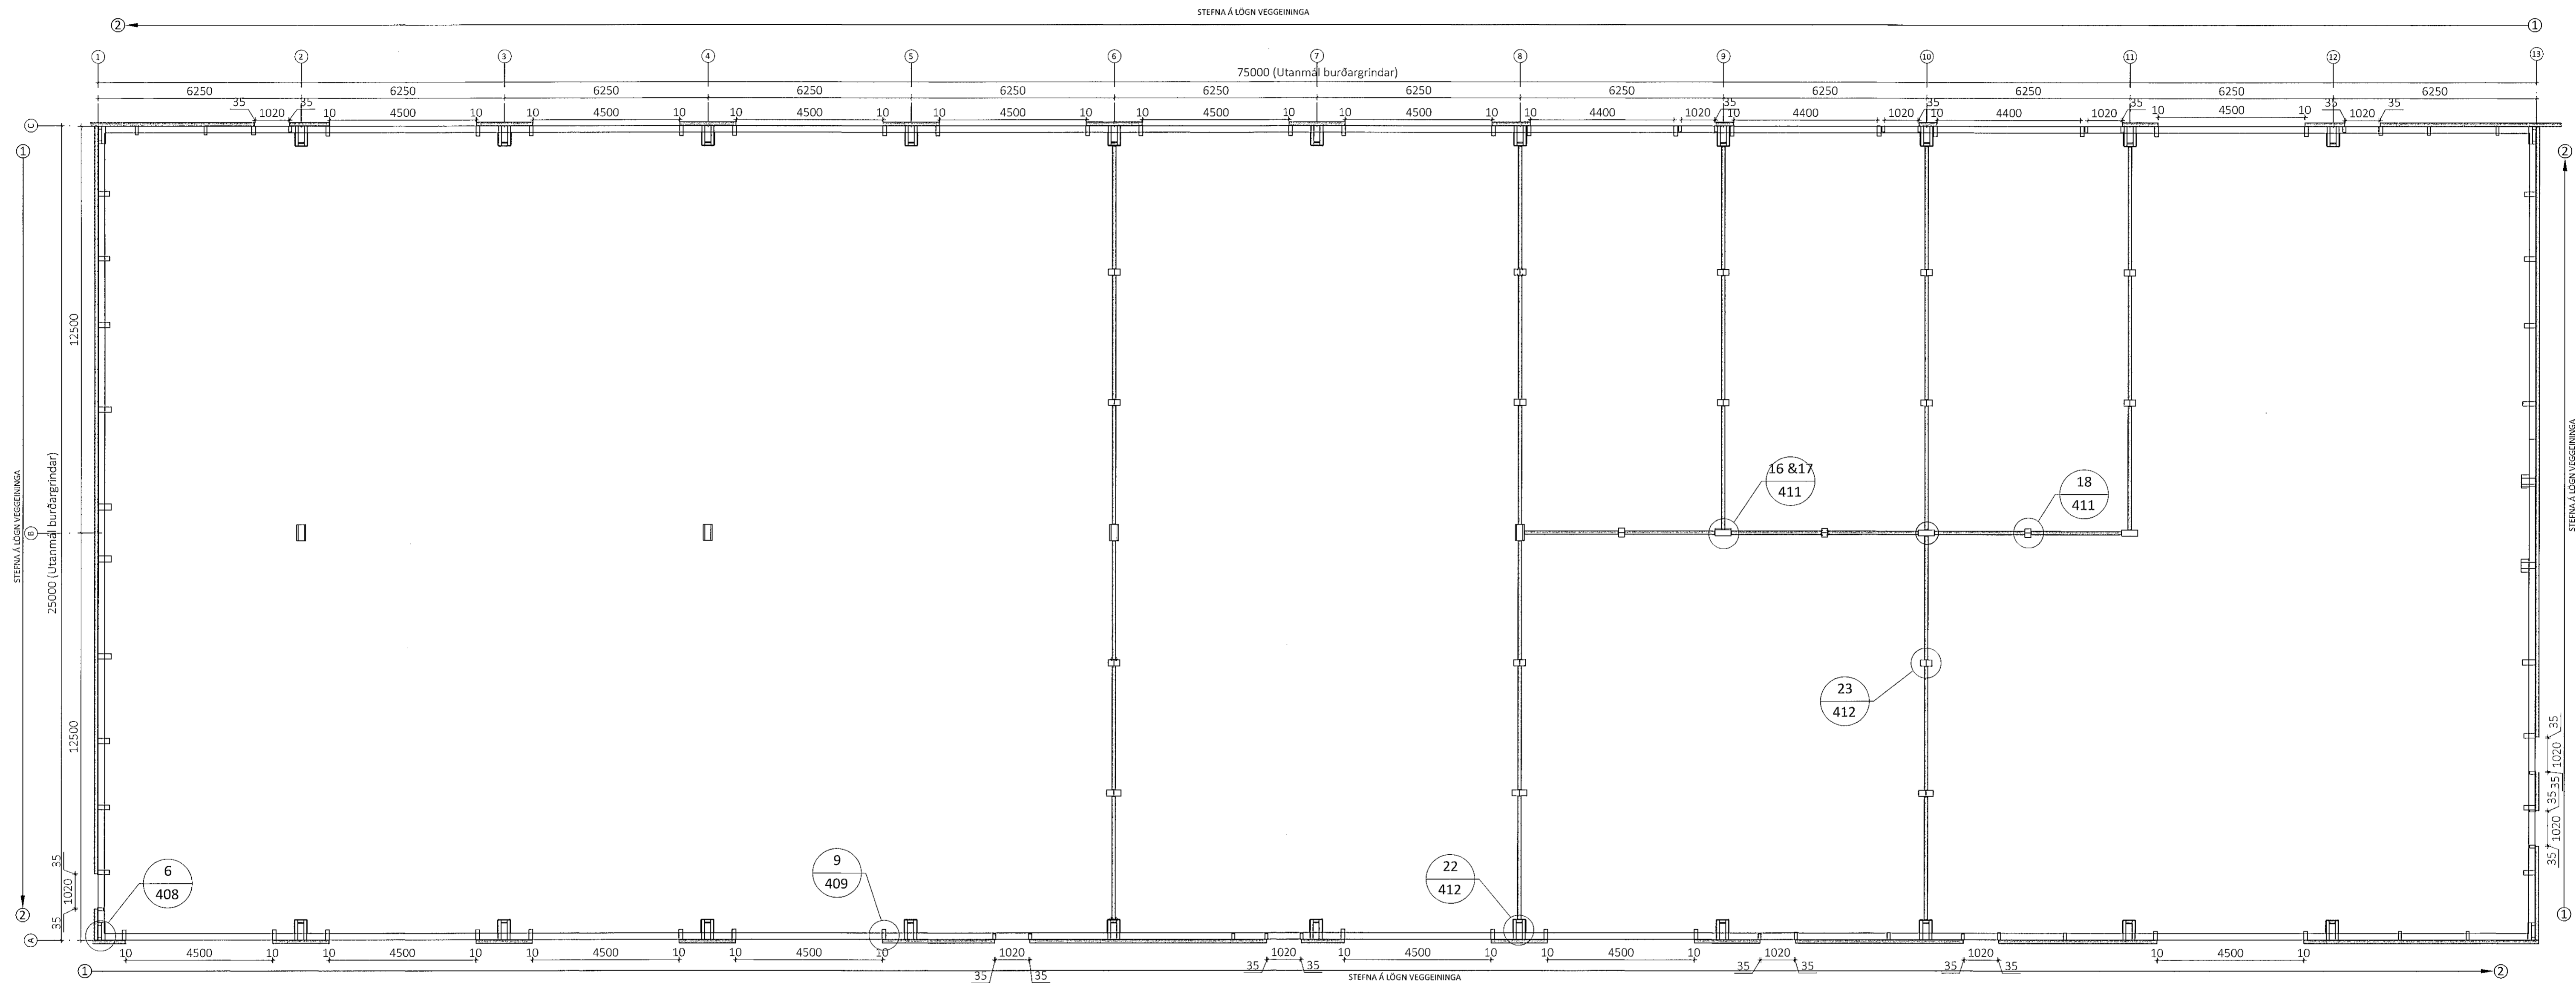 STEFNA Á LÖGN VEGGEININGA
2 1
1 2 3 4 5 6 7 8 9 10 11 12 13
75000 (Utanmál burðargrindar)
6250 6250 6250 6250 6250 6250 6250 6250 6250 6250 6250 6250
35 35 35 35 35 35 35
1020 10 4500 10 10 4500 10 10 4500 10 10 4500 10 10 4500 10 10 4500 10 10 4400 1020 10 4400 1020 10 4400 1020 10 4500 10 1020
C
1 2
12500
STEFNA Á LÖGN VEGGEININGA
25000 (Utanmál burðargrindar)
B
STEFNA Á LÖGN VEGGEININGA
16 &17
411
18
411
23
412
12500
35
1020
35
35
1020
35
35 1020 35
6
408
9
409
22
412
2 1
A
10 4500 10 10 4500 10 10 4500 10 10 4500 10 1020 1020 10 4500 10 10 4500 10 1020 1020 10 4500 10
35 35 35 35 35 35 35 35
1 STEFNA Á LÖGN VEGGEININGA 2